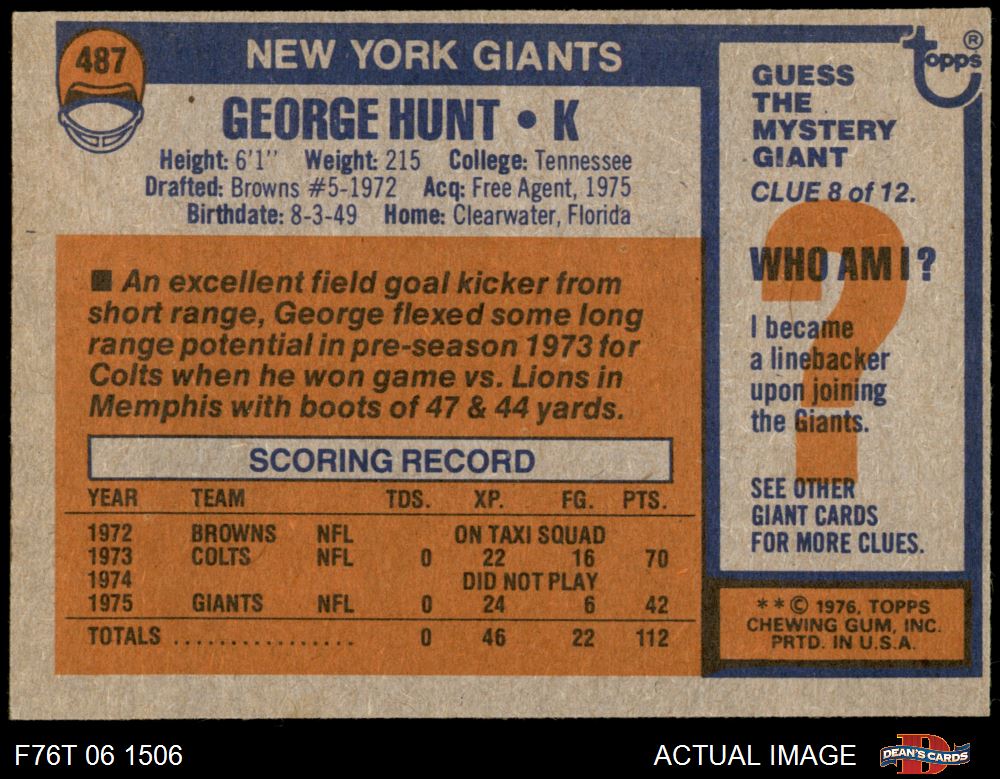 487
NEW YORK GIANTS
GEORGE HUNT • K
Height: 6'1'' Weight: 215 College: Tennessee
Drafted: Browns #5-1972 Acq: Free Agent, 1975
Birthdate: 8-3-49 Home: Clearwater, Florida
■ An excellent field goal kicker from
short range, George flexed some long
range potential in pre-season 1973 for
Colts when he won game vs. Lions in
Memphis with boots of 47 & 44 yards.
SCORING RECORD
YEAR TEAM TDS. XP. FG. PTS.
1972 BROWNS NFL ON TAXI SQUAD
1973 COLTS NFL 0 22 16 70
1974 DID NOT PLAY
1975 GIANTS NFL 0 24 6 42
TOTALS ................ 0 46 22 112
Topps ®
GUESS
THE
MYSTERY
GIANT
CLUE 8 of 12.
?
WHO AM I ?
I became
a linebacker
upon joining
the Giants.
SEE OTHER
GIANT CARDS
FOR MORE CLUES.
** © 1976, TOPPS
CHEWING GUM, INC.
PRTD. IN U.S.A.
F76T 06 1506
ACTUAL IMAGE
DEAN'S CARDS